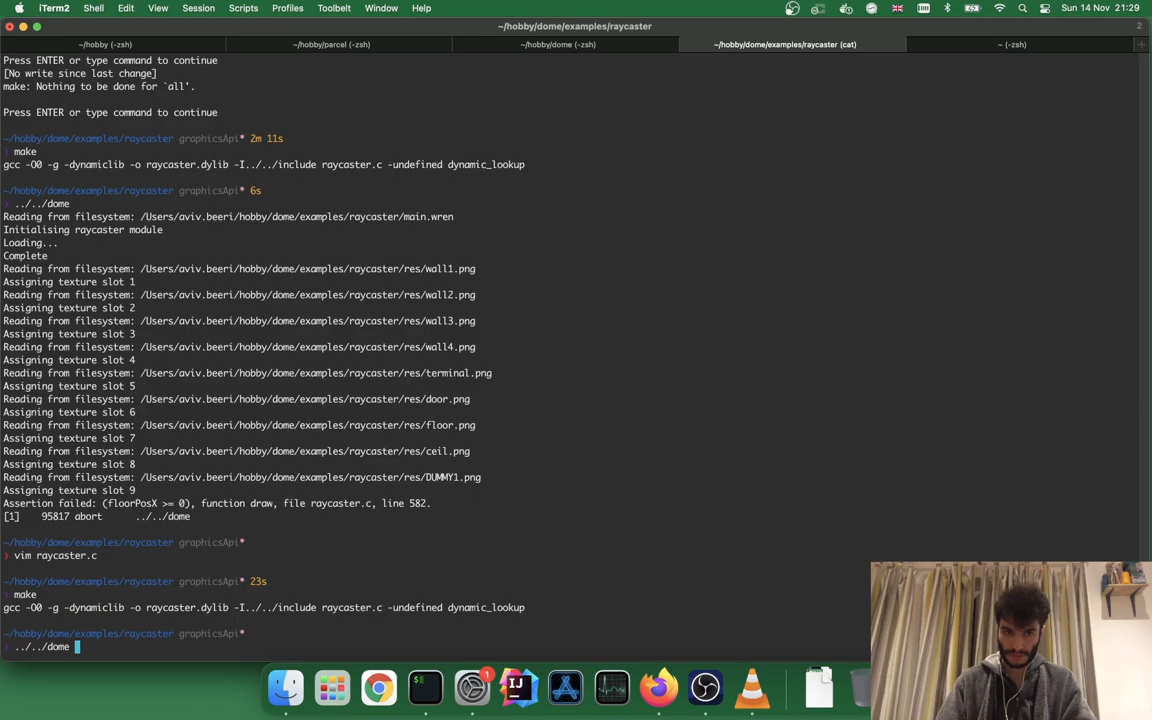 iTerm2 Shell Edit View Session Scripts Profiles Toolbelt Window Help Sun 14 Nov 21:29
~/hobby/dome/examples/raycaster 2
~/hobby (-zsh) ~/hobby/parcel (-zsh) ~/hobby/dome (-zsh) ~/hobby/dome/examples/raycaster (cat) ~ (-zsh)
Press ENTER or type command to continue
[No write since last change]
make: Nothing to be done for `all'.
Press ENTER or type command to continue
~/hobby/dome/examples/raycaster graphicsApi* 2m 11s
❯ make
gcc -O0 -g -dynamiclib -o raycaster.dylib -I../../include raycaster.c -undefined dynamic_lookup
~/hobby/dome/examples/raycaster graphicsApi* 6s
❯ ../../dome
Reading from filesystem: /Users/aviv.beeri/hobby/dome/examples/raycaster/main.wren
Initialising raycaster module
Loading...
Complete
Reading from filesystem: /Users/aviv.beeri/hobby/dome/examples/raycaster/res/wall1.png
Assigning texture slot 1
Reading from filesystem: /Users/aviv.beeri/hobby/dome/examples/raycaster/res/wall2.png
Assigning texture slot 2
Reading from filesystem: /Users/aviv.beeri/hobby/dome/examples/raycaster/res/wall3.png
Assigning texture slot 3
Reading from filesystem: /Users/aviv.beeri/hobby/dome/examples/raycaster/res/wall4.png
Assigning texture slot 4
Reading from filesystem: /Users/aviv.beeri/hobby/dome/examples/raycaster/res/terminal.png
Assigning texture slot 5
Reading from filesystem: /Users/aviv.beeri/hobby/dome/examples/raycaster/res/door.png
Assigning texture slot 6
Reading from filesystem: /Users/aviv.beeri/hobby/dome/examples/raycaster/res/floor.png
Assigning texture slot 7
Reading from filesystem: /Users/aviv.beeri/hobby/dome/examples/raycaster/res/ceil.png
Assigning texture slot 8
Reading from filesystem: /Users/aviv.beeri/hobby/dome/examples/raycaster/res/DUMMY1.png
Assigning texture slot 9
Assertion failed: (floorPosX >= 0), function draw, file raycaster.c, line 582.
[1] 95817 abort ../../dome
~/hobby/dome/examples/raycaster graphicsApi*
❯ vim raycaster.c
~/hobby/dome/examples/raycaster graphicsApi* 23s
❯ make
gcc -O0 -g -dynamiclib -o raycaster.dylib -I../../include raycaster.c -undefined dynamic_lookup
~/hobby/dome/examples/raycaster graphicsApi*
❯ ../../dome
$
1
IJ